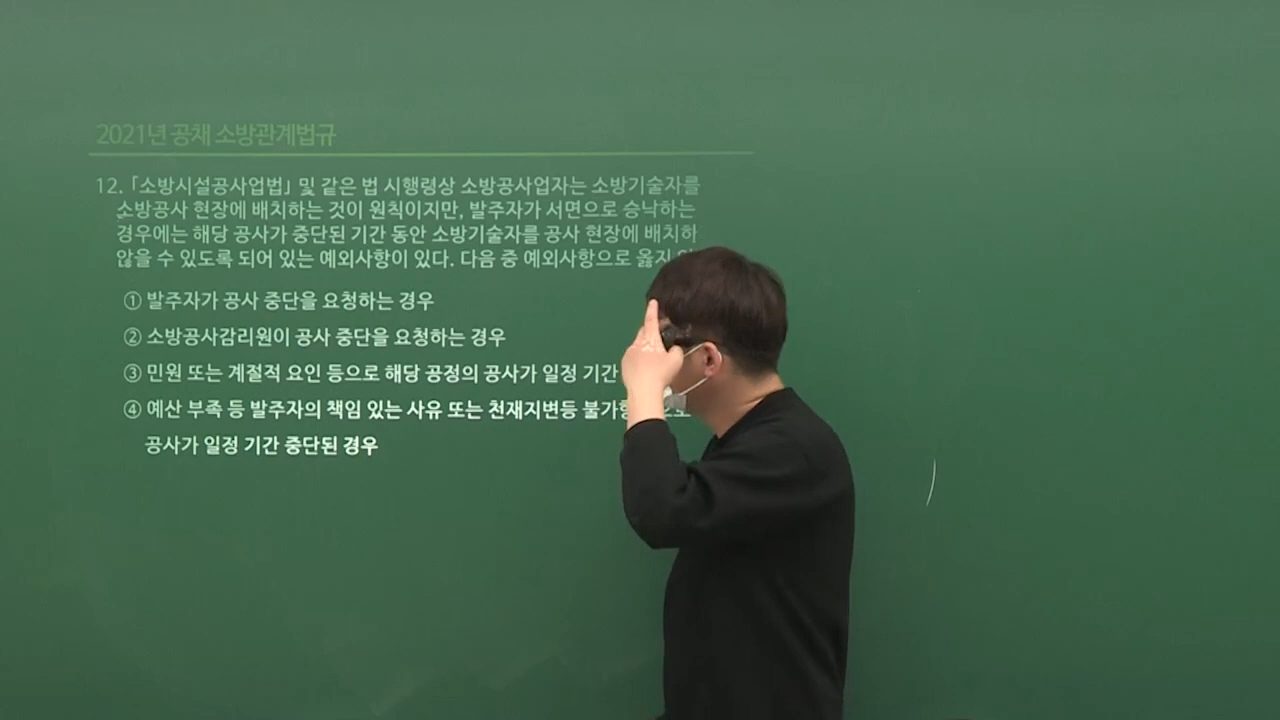 2021년 공채 소방관계법규
12. 「소방시설공사업법」 및 같은 법 시행령상 소방공사업자는 소방기술자를
소방공사 현장에 배치하는 것이 원칙이지만, 발주자가 서면으로 승낙하는
경우에는 해당 공사가 중단된 기간 동안 소방기술자를 공사 현장에 배치하
않을 수 있도록 되어 있는 예외사항이 있다. 다음 중 예외사항으로 옳지
① 발주자가 공사 중단을 요청하는 경우
② 소방공사감리원이 공사 중단을 요청하는 경우
③ 민원 또는 계절적 요인 등으로 해당 공정의 공사가 일정 기간
④ 예산 부족 등 발주자의 책임 있는 사유 또는 천재지변등 불가
공사가 일정 기간 중단된 경우